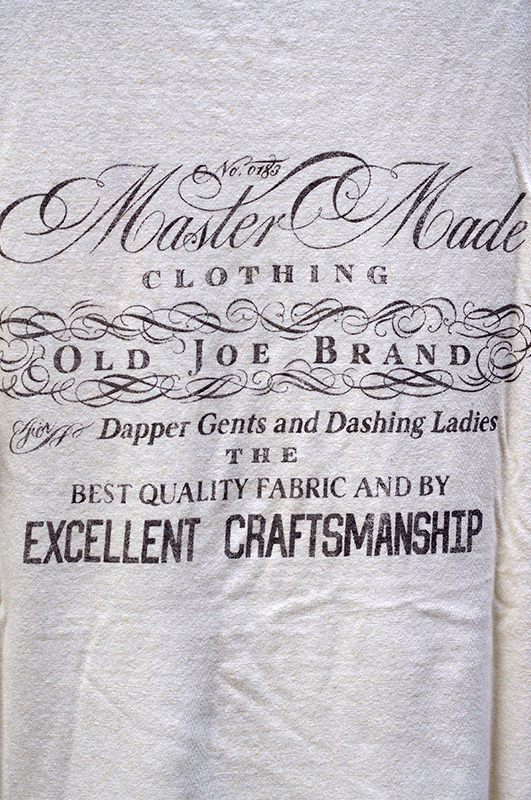 No. 0183
Master Made
CLOTHING
OLD JOE BRAND
For Dapper Gents and Dashing Ladies
THE
BEST QUALITY FABRIC AND BY
EXCELLENT CRAFTSMANSHIP